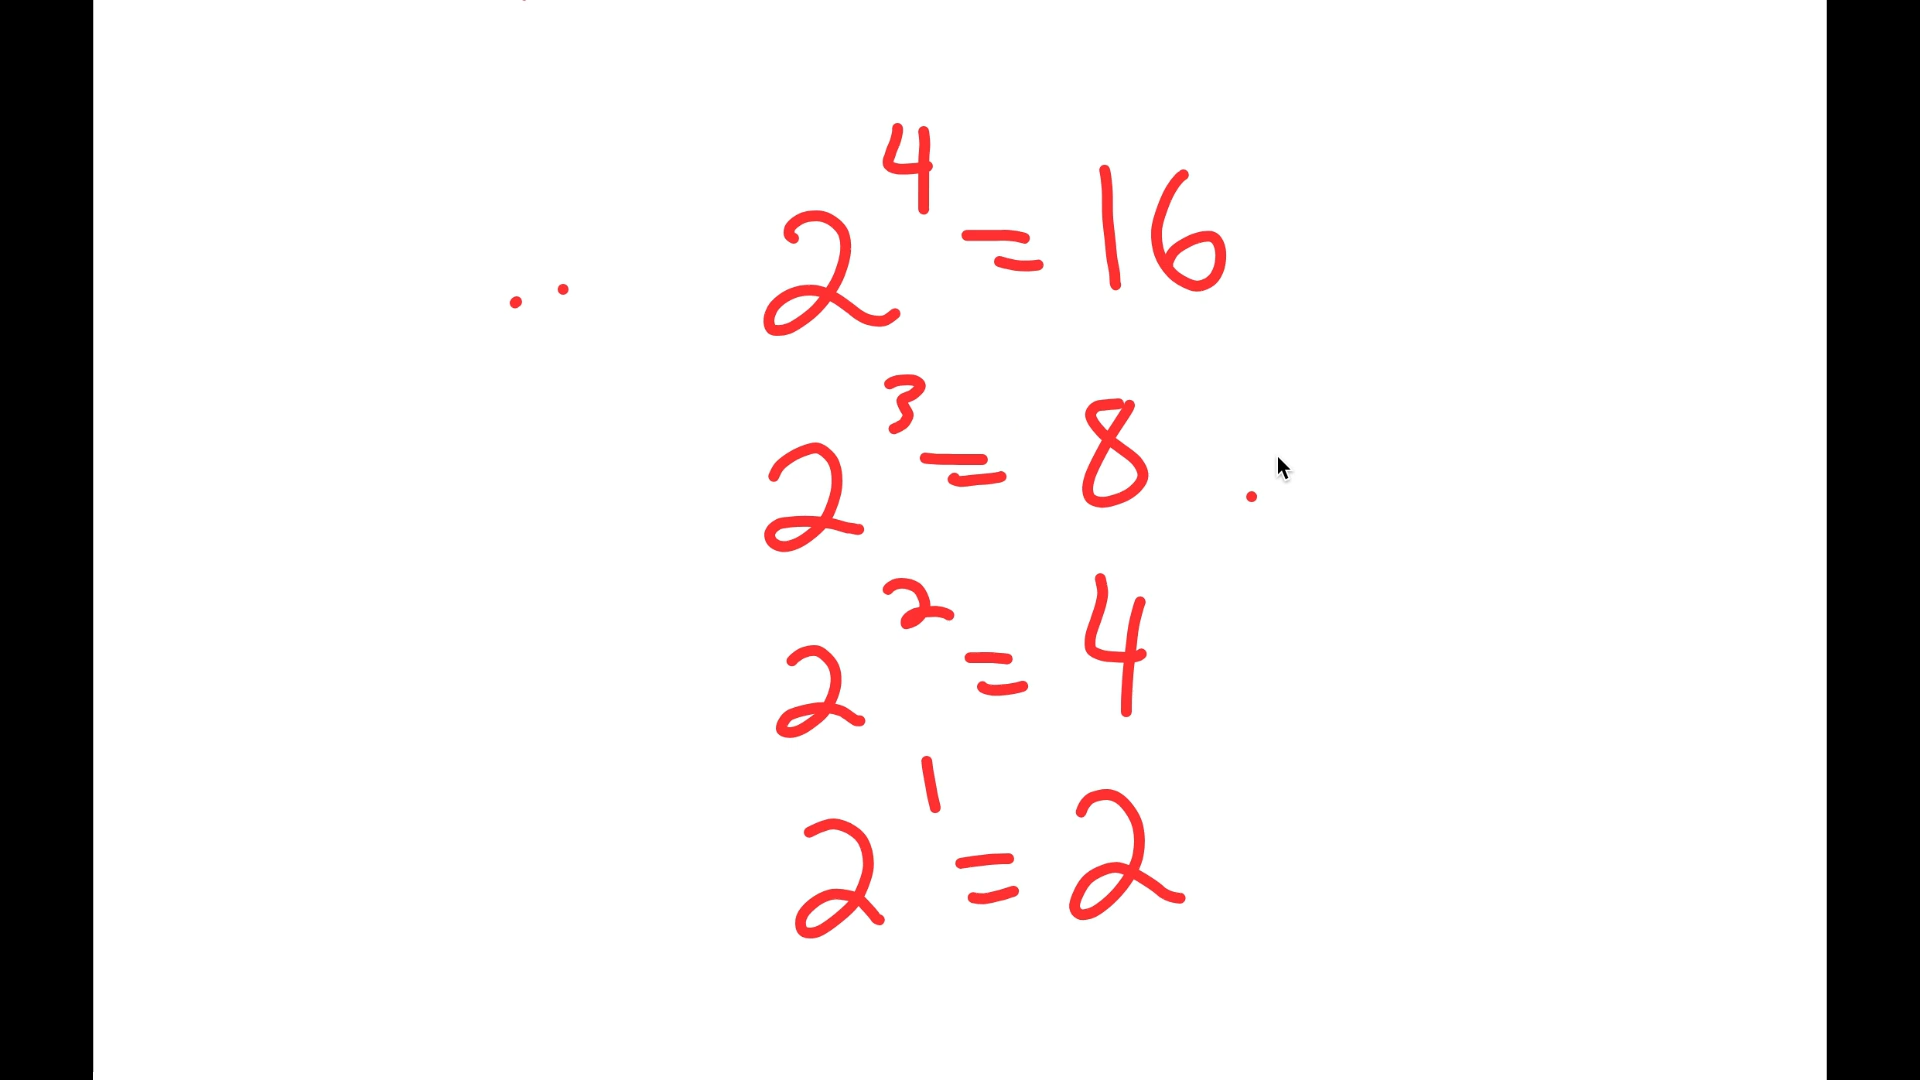 2⁴ = 16
2³ = 8
2² = 4
2¹ = 2